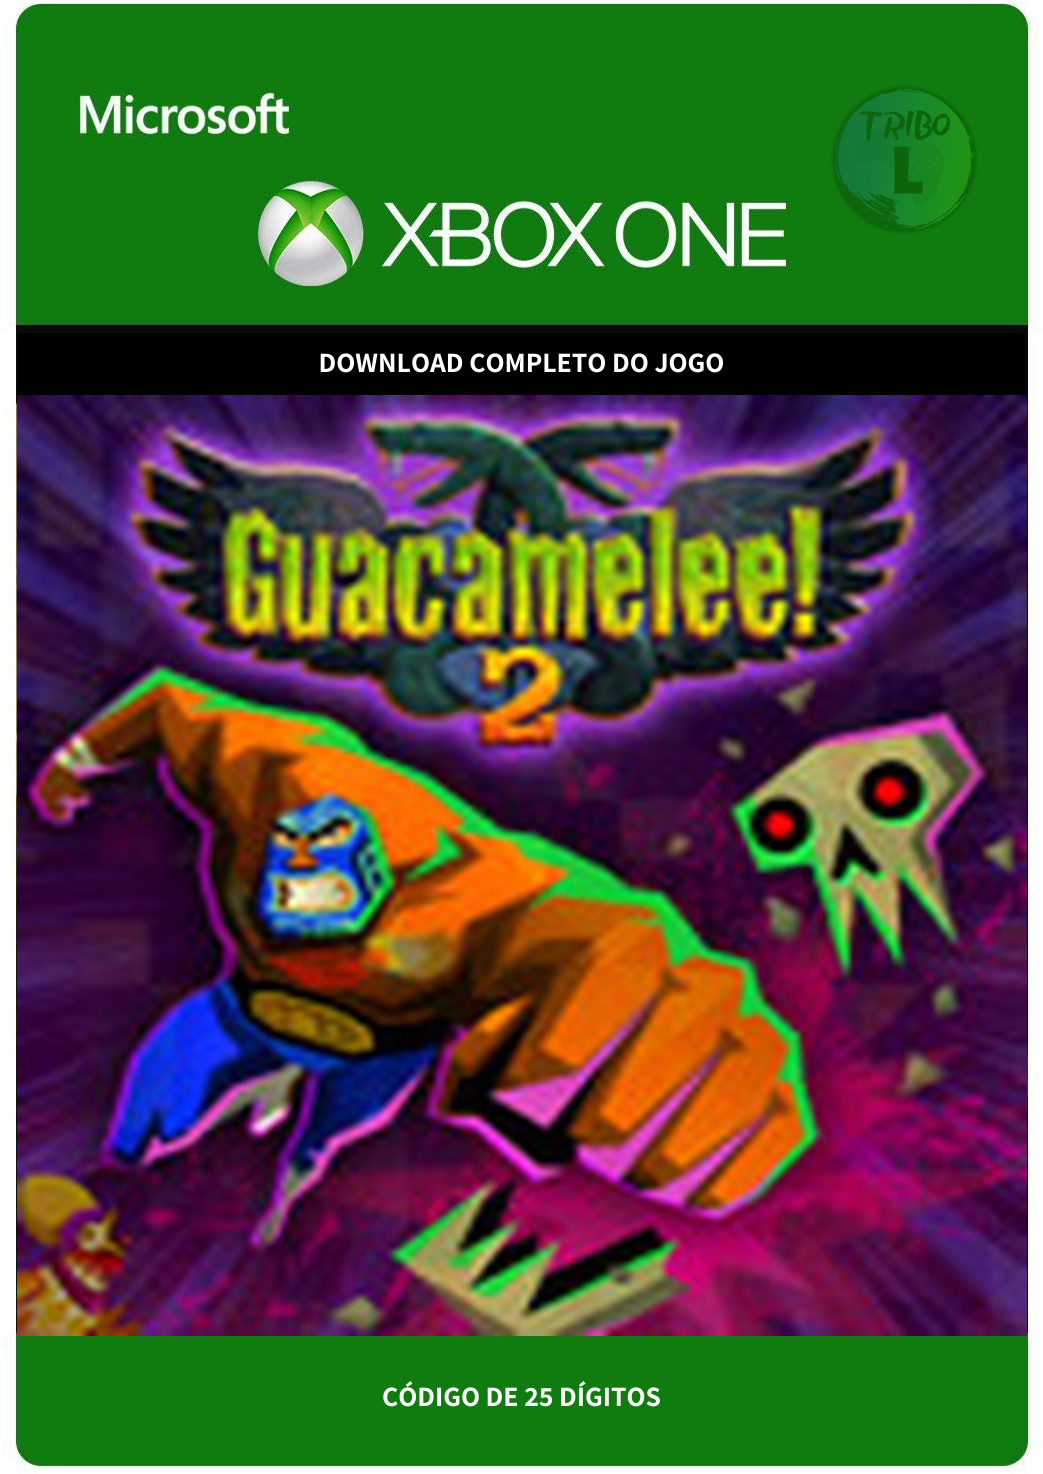 Microsoft
TRIBO
L
XBOX ONE
DOWNLOAD COMPLETO DO JOGO
Guacamelee!
2
CÓDIGO DE 25 DÍGITOS